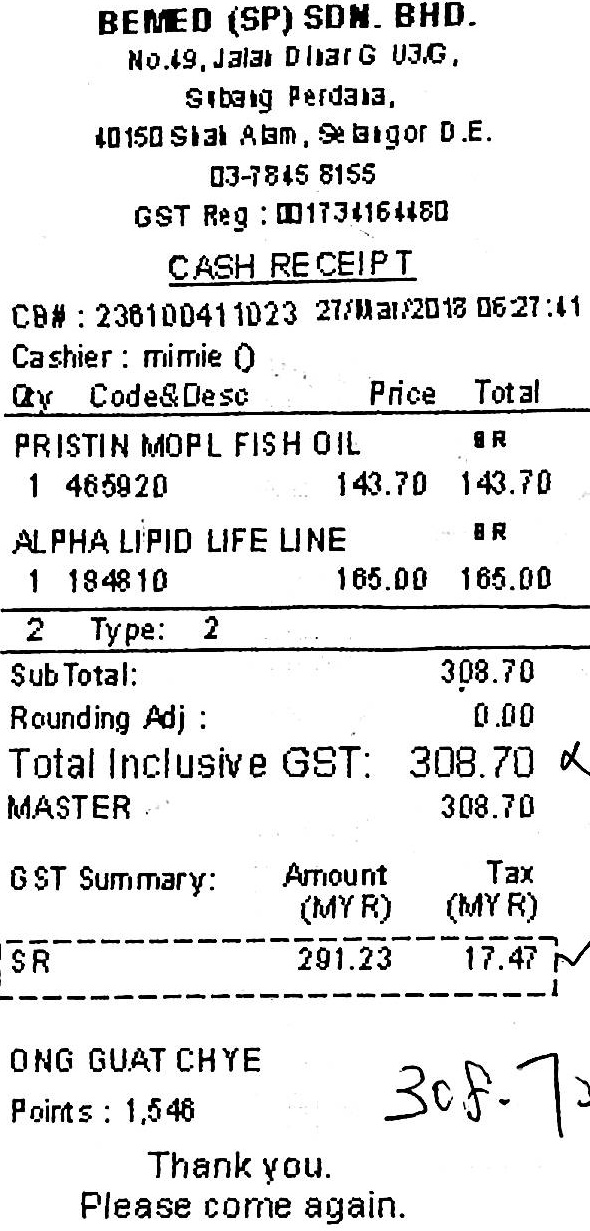 BEMED (SP) SDN. BHD.
No.49, Jalan Dinar G U3/G,
Subang Perdana,
40150 Shah Alam, Selangor D.E.
03-7845 8155
GST Reg : 001734164480
CASH RECEIPT
CB# : 236100411023 27/Mar/2018 06:27:41
Cashier : mimie ()
Qty Code&Desc Price Total
PRISTIN MOPL FISH OIL SR
1 465920 143.70 143.70
ALPHA LIPID LIFE LINE SR
1 184810 165.00 165.00
2 Type: 2
Sub Total: 308.70
Rounding Adj : 0.00
Total Inclusive GST: 308.70
MASTER 308.70
GST Summary: Amount Tax
(MYR) (MYR)
SR 291.23 17.47
ONG GUAT CHYE
308.70
Points : 1,546
Thank you.
Please come again.